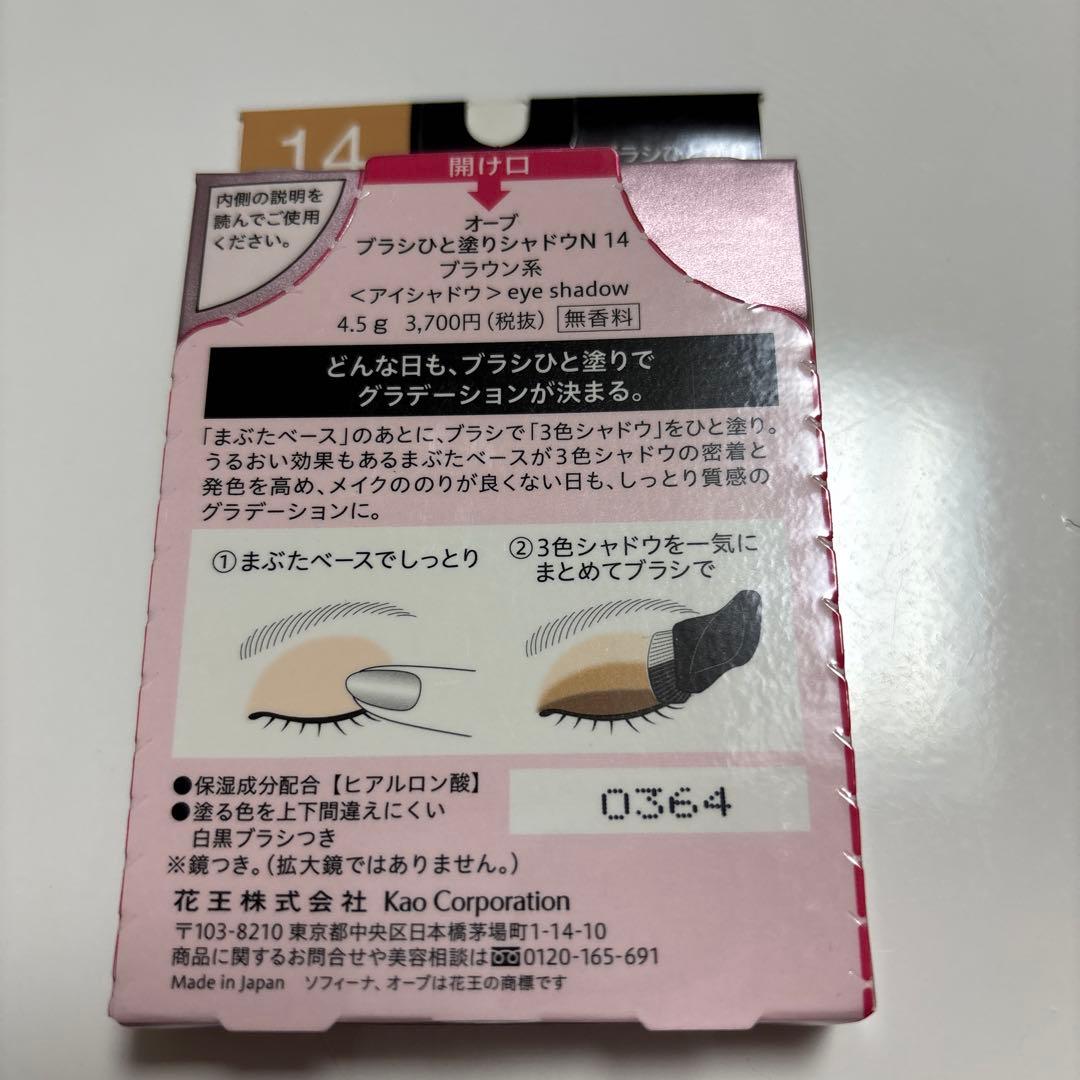 14
開け口
内側の説明を
読んでご使用
ください。
オーブ
ブラシひと塗りシャドウN 14
ブラウン系
<アイシャドウ> eye shadow
4.5g 3,700円(税抜) 無香料
どんな日も、ブラシひと塗りで
グラデーションが決まる。
「まぶたベース」のあとに、ブラシで「3色シャドウ」をひと塗り。
うるおい効果もあるまぶたベースが3色シャドウの密着と
発色を高め、メイクののりが良くない日も、しっとり質感の
グラデーションに。
①まぶたベースでしっとり
②3色シャドウを一気に
まとめてブラシで
●保湿成分配合【ヒアルロン酸】
●塗る色を上下間違えにくい
白黒ブラシつき
※鏡つき。(拡大鏡ではありません。)
0364
花王株式会社 Kao Corporation
〒103-8210 東京都中央区日本橋茅場町1-14-10
商品に関するお問合せや美容相談は 0120-165-691
Made in Japan ソフィーナ、オーブは花王の商標です